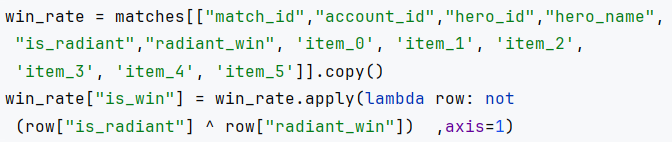 win_rate = matches[["match_id","account_id","hero_id","hero_name",
"is_radiant","radiant_win", 'item_0', 'item_1', 'item_2',
'item_3', 'item_4', 'item_5']].copy()
win_rate["is_win"] = win_rate.apply(lambda row: not
(row["is_radiant"] ^ row["radiant_win"])  ,axis=1)